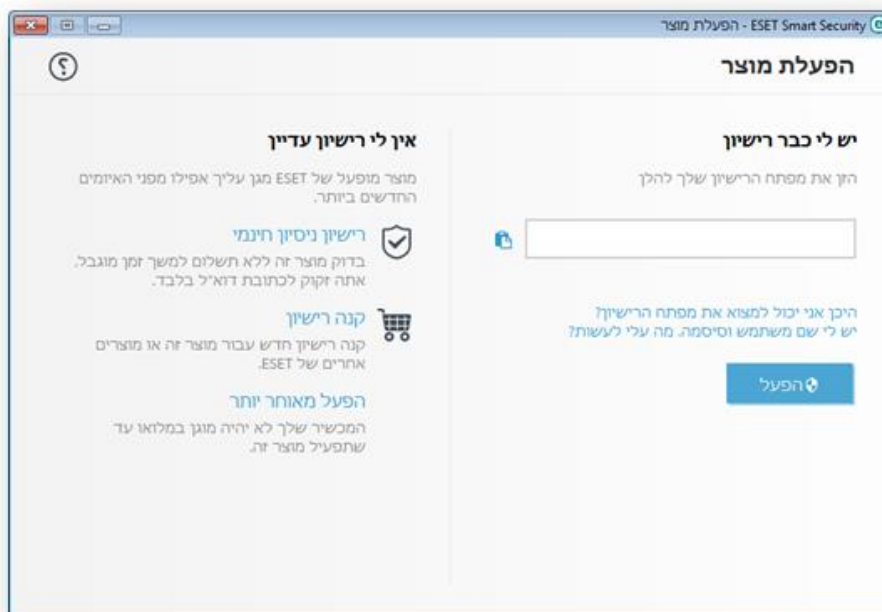 ESET Smart Security - הפעלת מוצר
הפעלת מוצר
יש לי כבר רישיון
הזן את מפתח הרישיון שלך להלן
היכן אני יכול למצוא את מפתח הרישיון?
יש לי שם משתמש וסיסמה. מה עלי לעשות?
הפעל
אין לי רישיון עדיין
מוצר מופעל של ESET מגן עליך אפילו מפני האיומים
החדשים ביותר.
רישיון ניסיון חינמי
בדוק מוצר זה ללא תשלום למשך זמן מוגבל.
אתה זקוק לכתובת דוא"ל בלבד.
קנה רישיון
קנה רישיון חדש עבור מוצר זה או מוצרים
אחרים של ESET.
הפעל מאוחר יותר
המכשיר שלך לא יהיה מוגן במלואו עד
שתפעיל מוצר זה.